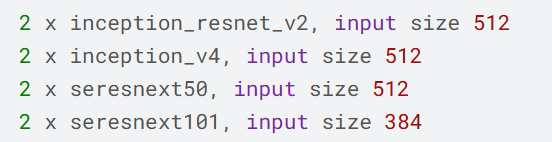 2 x inception_resnet_v2, input size 512
2 x inception_v4, input size 512
2 x seresnext50, input size 512
2 x seresnext101, input size 384